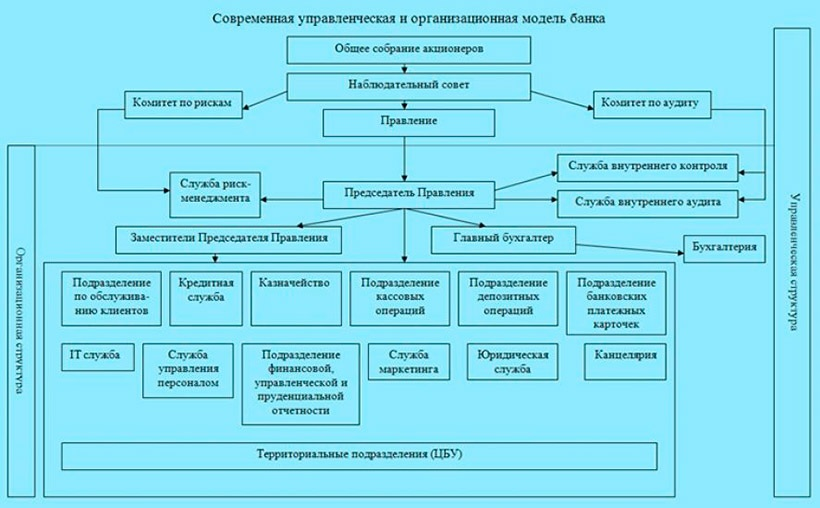 Современная управленческая и организационная модель банка
Общее собрание акционеров
Наблюдательный совет
Комитет по рискам
Комитет по аудиту
Правление
Служба внутреннего контроля
Служба риск-
менеджмента
Председатель Правления
Служба внутреннего аудита
Заместители Председателя Правления
Главный бухгалтер
Бухгалтерия
Подразделение
по обслужива-
нию клиентов
Кредитная
служба
Казначейство
Подразделение
кассовых
операций
Подразделение
депозитных
операций
Подразделение
банковских
платежных
карточек
IT служба
Служба
управления
персоналом
Подразделение
финансовой,
управленческой и
пруденциальной
отчетности
Служба
маркетинга
Юридическая
служба
Канцелярия
Территориальные подразделения (ЦБУ)
Организационная структура
Управленческая структура